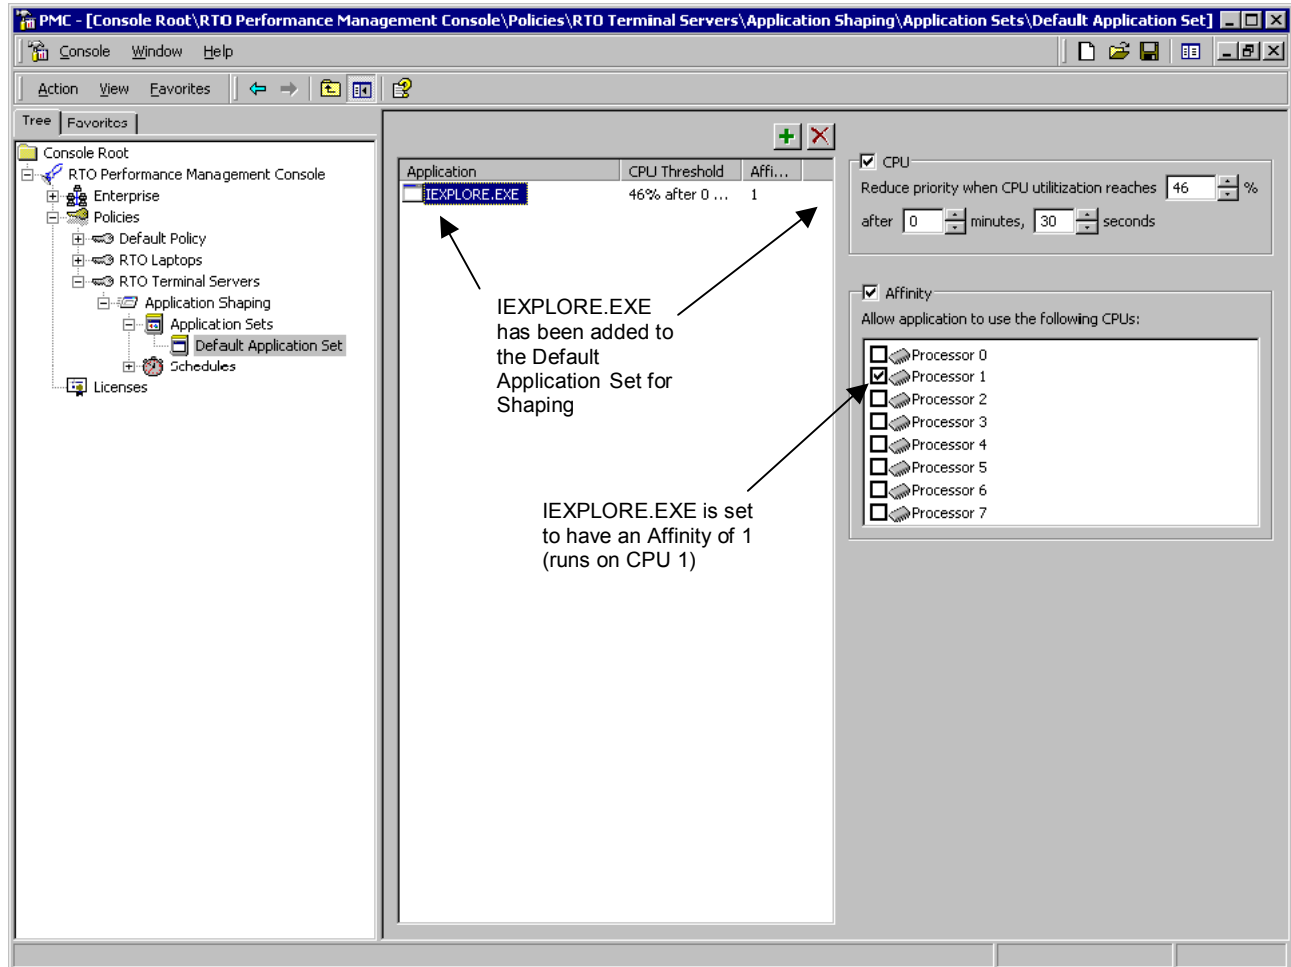 PMC - [Console Root\RTO Performance Management Console\Policies\RTO Terminal Servers\Application Shaping\Application Sets\Default Application Set]
Console Window Help
Action View Favorites
Tree Favorites
Console Root
RTO Performance Management Console
Enterprise
Policies
Default Policy
RTO Laptops
RTO Terminal Servers
Application Shaping
Application Sets
Default Application Set
Schedules
Licenses
Application CPU Threshold Affi...
IEXPLORE.EXE 46% after 0 ... 1
IEXPLORE.EXE
has been added to
the Default
Application Set for
Shaping
IEXPLORE.EXE is set
to have an Affinity of 1
(runs on CPU 1)
CPU
Reduce priority when CPU utilitization reaches 46 %
after 0 minutes, 30 seconds
Affinity
Allow application to use the following CPUs:
Processor 0
Processor 1
Processor 2
Processor 3
Processor 4
Processor 5
Processor 6
Processor 7